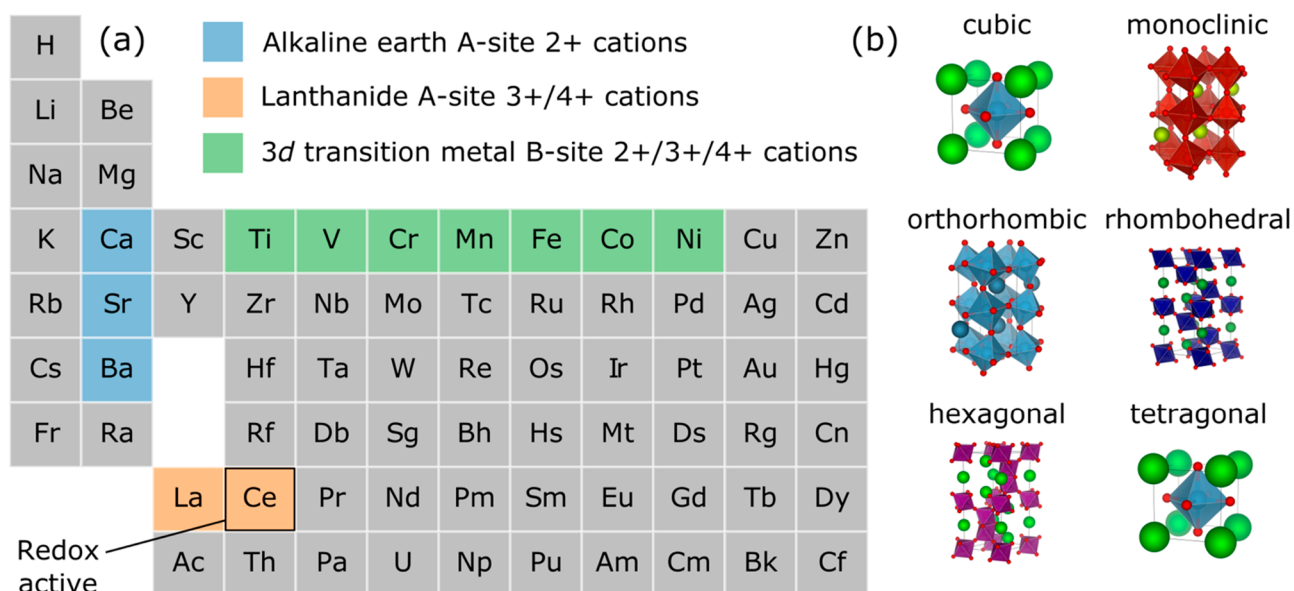 (a)
Alkaline earth A-site 2+ cations
Lanthanide A-site 3+/4+ cations
3d transition metal B-site 2+/3+/4+ cations
H
Li Be
Na Mg
K Ca Sc Ti V Cr Mn Fe Co Ni Cu Zn
Rb Sr Y Zr Nb Mo Tc Ru Rh Pd Ag Cd
Cs Ba Hf Ta W Re Os Ir Pt Au Hg
Fr Ra Rf Db Sg Bh Hs Mt Ds Rg Cn
La Ce Pr Nd Pm Sm Eu Gd Tb Dy
Ac Th Pa U Np Pu Am Cm Bk Cf
Redox
active
(b)
cubic monoclinic
orthorhombic rhombohedral
hexagonal tetragonal